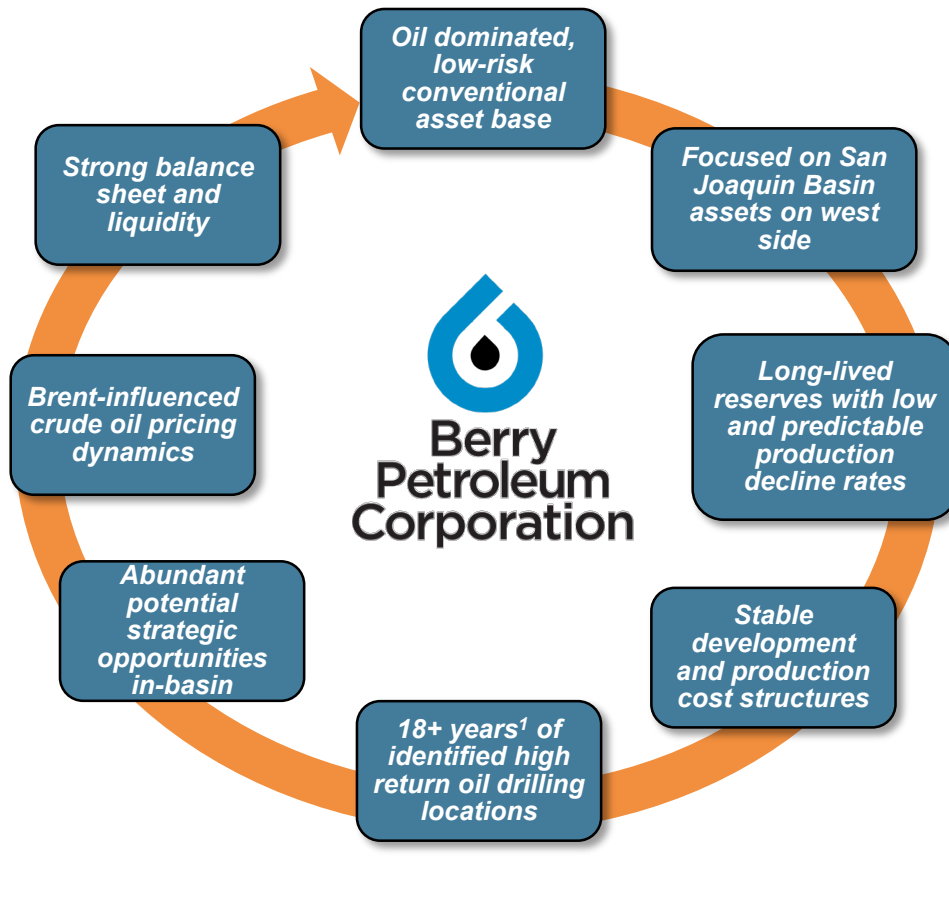 Oil dominated,
low-risk
conventional
asset base
Focused on San
Joaquin Basin
assets on west
side
Long-lived
reserves with low
and predictable
production
decline rates
Stable
development
and production
cost structures
18+ years¹ of
identified high
return oil drilling
locations
Abundant
potential
strategic
opportunities
in-basin
Brent-influenced
crude oil pricing
dynamics
Strong balance
sheet and
liquidity
Berry
Petroleum
Corporation